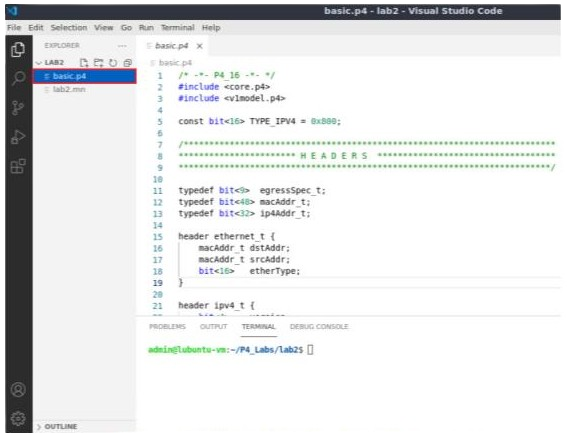 basic.p4 - lab2 - Visual Studio Code
File Edit Selection View Go Run Terminal Help
EXPLORER ...
basic.p4 ×
LAB2
basic.p4
basic.p4
lab2.mn
1 /* -*- P4_16 -*- */
2 #include <core.p4>
3 #include <v1model.p4>
4
5 const bit<16> TYPE_IPV4 = 0x800;
6
7 /*************************************************************************
8 *********************** H E A D E R S ***********************************
9 *************************************************************************/
10
11 typedef bit<9> egressSpec_t;
12 typedef bit<48> macAddr_t;
13 typedef bit<32> ip4Addr_t;
14
15 header ethernet_t {
16 macAddr_t dstAddr;
17 macAddr_t srcAddr;
18 bit<16> etherType;
19 }
20
21 header ipv4_t {
PROBLEMS OUTPUT TERMINAL DEBUG CONSOLE
admin@lubuntu-vm:~/P4_Labs/lab2$
OUTLINE